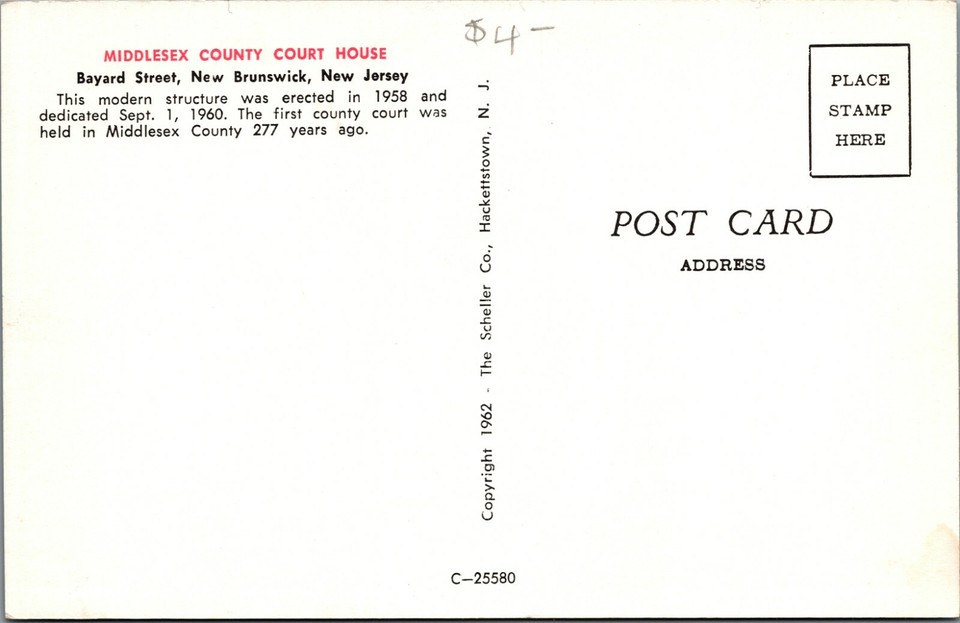 MIDDLESEX COUNTY COURT HOUSE
Bayard Street, New Brunswick, New Jersey
This modern structure was erected in 1958 and
dedicated Sept. 1, 1960. The first county court was
held in Middlesex County 277 years ago.
$4-
Copyright 1962 - The Scheller Co., Hackettstown, N. J.
C-25580
PLACE
STAMP
HERE
POST CARD
ADDRESS